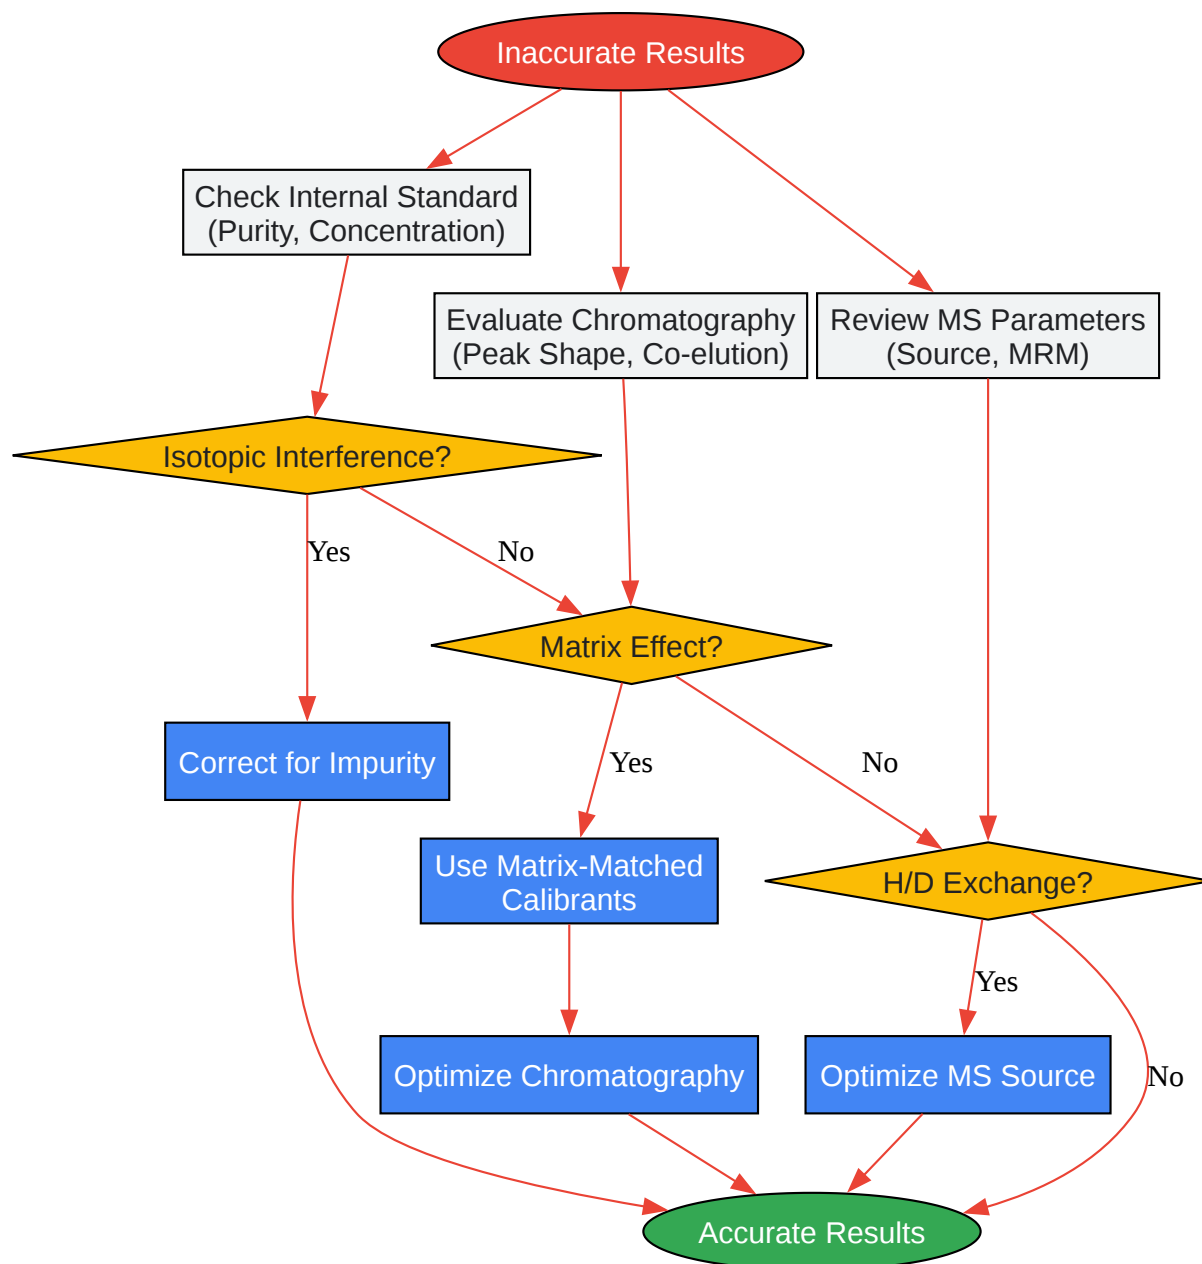 Inaccurate Results
Check Internal Standard
(Purity, Concentration)
Evaluate Chromatography
(Peak Shape, Co-elution)
Review MS Parameters
(Source, MRM)
Isotopic Interference?
Yes
No
Matrix Effect?
Correct for Impurity
Yes
No
Use Matrix-Matched
Calibrants
H/D Exchange?
Yes
No
Optimize Chromatography
Optimize MS Source
Accurate Results